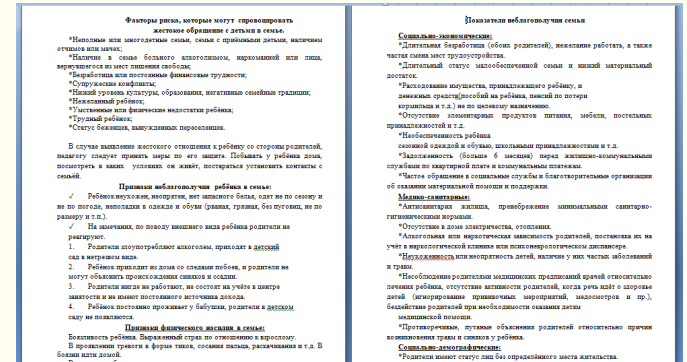 Факторы риска, которые могут спровоцировать
жестокое обращение с детьми в семье.
*Неполные или многодетные семьи, семьи с приёмными детьми, наличием
отчимов или мачех;
*Наличие в семье больного алкоголизмом, наркоманией или лица,
вернувшегося из мест лишения свободы;
*Безработица или постоянные финансовые трудности;
*Супружеские конфликты;
*Низкий уровень культуры, образования, негативные семейные традиции;
*Нежеланный ребёнок;
*Умственные или физические недостатки ребёнка;
*Трудный ребёнок;
*Статус беженцев, вынужденных переселенцев.
В случае выявление жестокого отношения к ребёнку со стороны родителей,
педагогу следует принять меры по его защите. Побывать у ребёнка дома,
посмотреть в каких условиях он живёт, постараться установить контакты с
семьёй.
Признаки неблагополучия ребёнка в семье:
✓ Ребёнок неухожен, неопрятен, нет запасного белья, одет не по сезону и
не по погоде, неполадки в одежде и обуви (рваная, грязная, без пуговиц, не по
размеру и т.п.).
✓ На замечания, по поводу внешнего вида ребёнка родители не
реагируют.
1. Родители злоупотребляют алкоголем, приходят в детский
сад в нетрезвом виде.
2. Ребёнок приходит из дома со следами побоев, и родители не
могут объяснить происхождения синяков и ссадин.
3. Родители нигде не работают, не состоят на учёте в центре
занятости и не имеют постоянного источника дохода.
4. Ребёнок постоянно проживает у бабушки, родители в детском
саду не появляются.
Признаки физического насилия в семье:
Боязливость ребёнка. Выраженный страх по отношению к взрослому.
В проявлении тревоги в форме тиков, сосания пальца, раскачивания и т.д. В
боязни идти домой.
Показатели неблагополучия семьи
Социально-экономические:
*Длительная безработица (обоих родителей), нежелание работать, а также
частая смена мест трудоустройства.
*Длительный статус малообеспеченной семьи и низкий материальный
достаток.
*Расходование имущества, принадлежащего ребёнку, и
денежных средств(пособий на ребёнка, пенсий по потери
кормильца и т.д.) не по целевому назначению.
*Отсутствие элементарных продуктов питания, мебели, постельных
принадлежностей и т.д.
*Необеспеченность ребёнка
сезонной одеждой и обувью, школьными принадлежностями и т.д.
*Задолженность (больше 6 месяцев) перед жилищно-коммунальными
службами по квартирной плате и коммунальным платежам.
*Частое обращение в социальные службы и благотворительные организации
об оказании материальной помощи и поддержки.
Медико-санитарные:
*Антисанитария жилища, пренебрежение минимальными санитарно-
гигиеническими нормами.
*Отсутствие в доме электричества, отопления.
*Алкогольная или наркотическая зависимость родителей, постановка их на
учёт в наркологической клинике или психоневрологическом диспансере.
*Неухоженность или неопрятность детей, наличие у них частых заболеваний
и травм.
*Несоблюдение родителями медицинских предписаний врачей относительно
лечения ребёнка, отсутствие активности родителей, когда речь идёт о здоровье
детей (игнорирование прививочных мероприятий, медосмотров и пр.),
бездействие родителей при необходимости оказания детям
медицинской помощи.
*Противоречивые, путаные объяснения родителей относительно причин
возникновения травм и синяков у ребёнка.
Социально-демографические:
*Родители имеют статус лиц без определённого места жительства.